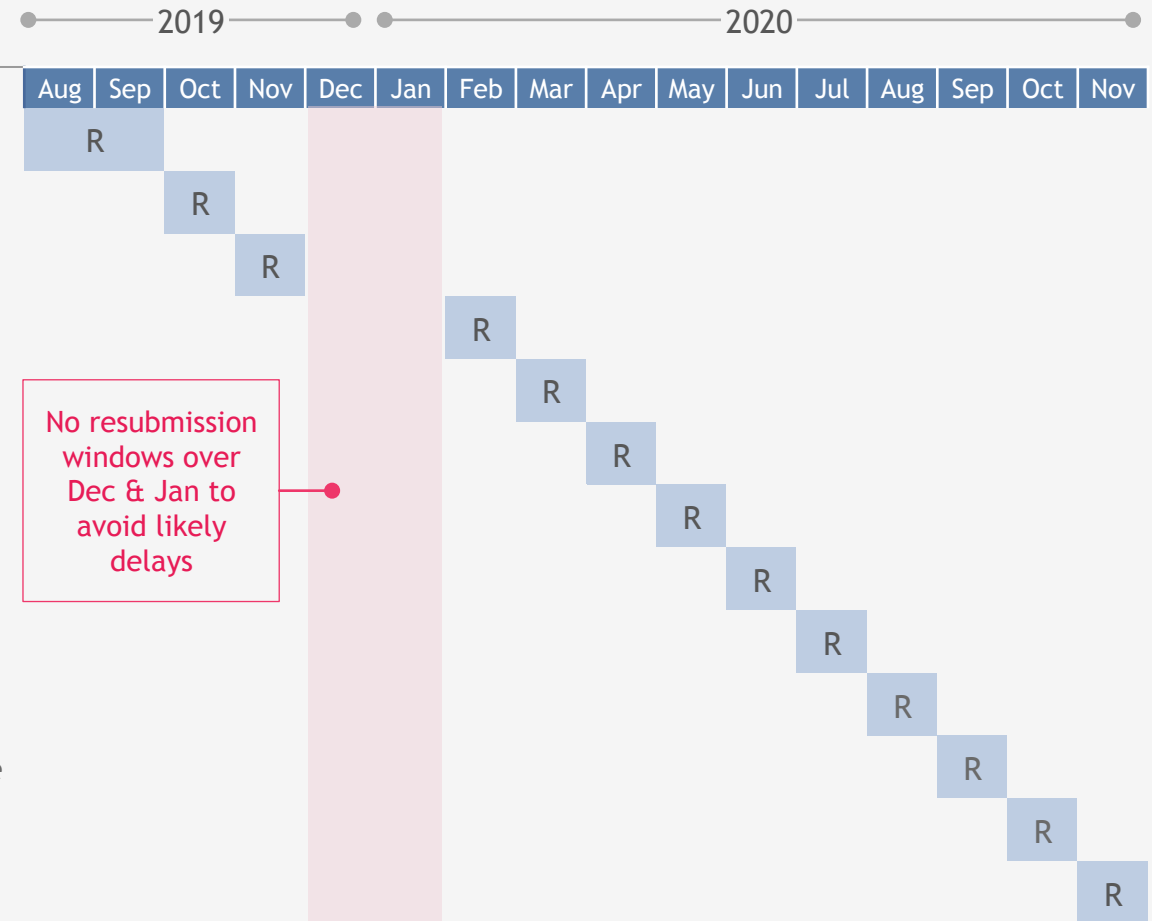 2019 2020
Aug Sep Oct Nov Dec Jan Feb Mar Apr May Jun Jul Aug Sep Oct Nov
R
R
R
R
R
No resubmission
windows over
Dec & Jan to
avoid likely
delays
R
R
R
R
R
R
R
R